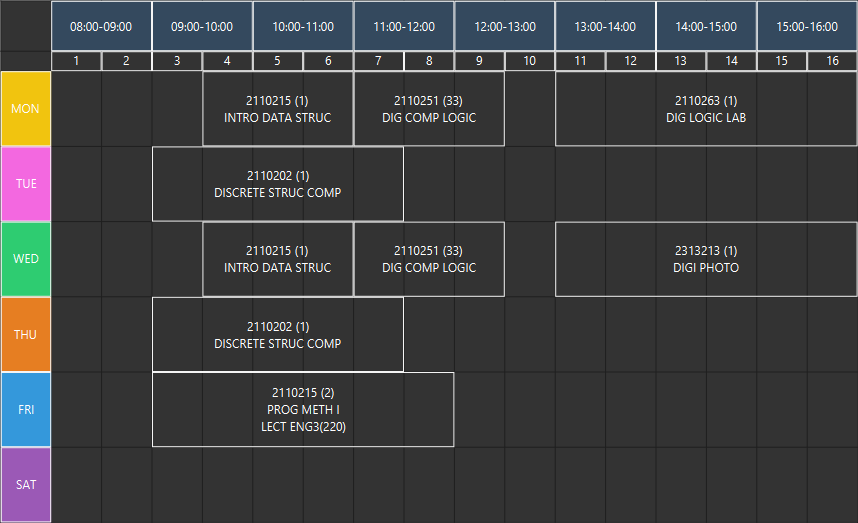 08:00-09:00 09:00-10:00 10:00-11:00 11:00-12:00 12:00-13:00 13:00-14:00 14:00-15:00 15:00-16:00
1 2 3 4 5 6 7 8 9 10 11 12 13 14 15 16
MON
2110215 (1)
INTRO DATA STRUC
2110251 (33)
DIG COMP LOGIC
2110263 (1)
DIG LOGIC LAB
TUE
2110202 (1)
DISCRETE STRUC COMP
WED
2110215 (1)
INTRO DATA STRUC
2110251 (33)
DIG COMP LOGIC
2313213 (1)
DIGI PHOTO
THU
2110202 (1)
DISCRETE STRUC COMP
FRI
2110215 (2)
PROG METH I
LECT ENG3(220)
SAT